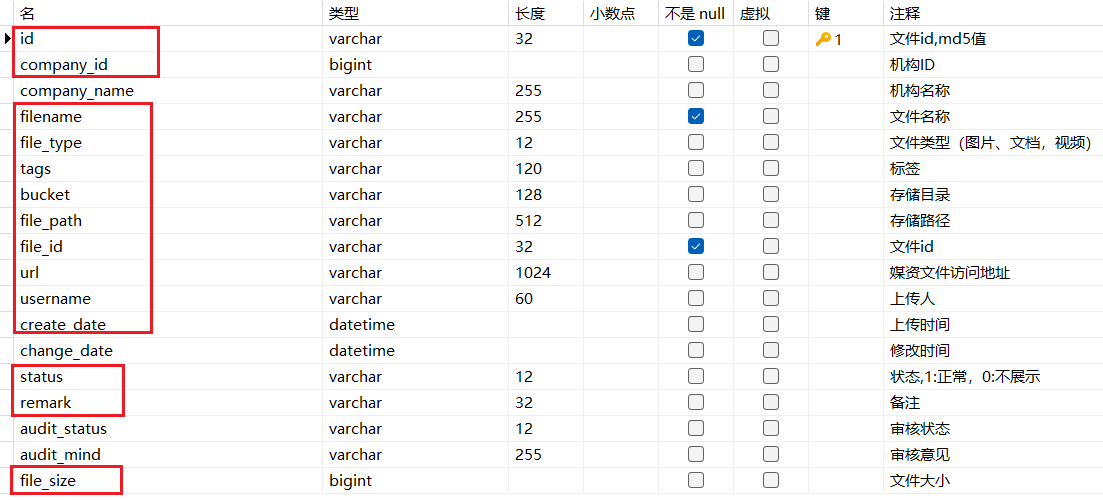 名 类型 长度 小数点 不是 null 虚拟 键 注释
id varchar 32 1 文件id,md5值
company_id bigint 机构ID
company_name varchar 255 机构名称
filename varchar 255 文件名称
file_type varchar 12 文件类型（图片、文档，视频）
tags varchar 120 标签
bucket varchar 128 存储目录
file_path varchar 512 存储路径
file_id varchar 32 文件id
url varchar 1024 媒资文件访问地址
username varchar 60 上传人
create_date datetime 上传时间
change_date datetime 修改时间
status varchar 12 状态,1:正常，0:不展示
remark varchar 32 备注
audit_status varchar 12 审核状态
audit_mind varchar 255 审核意见
file_size bigint 文件大小